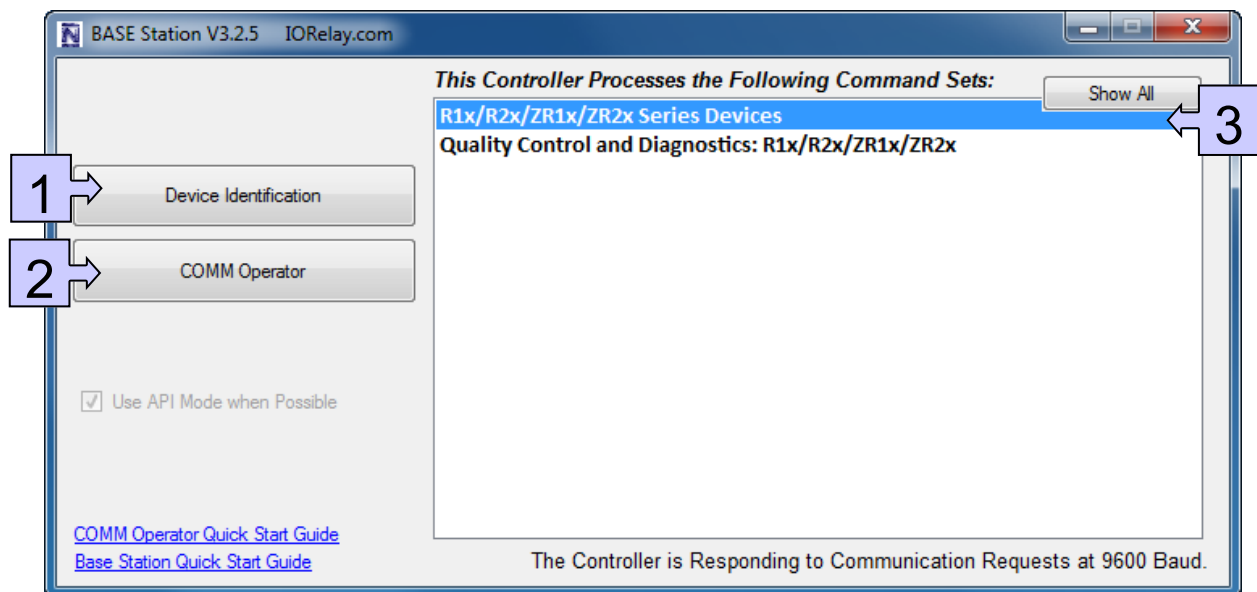 BASE Station V3.2.5 IORelay.com
This Controller Processes the Following Command Sets:
Show All
R1x/R2x/ZR1x/ZR2x Series Devices
3
Quality Control and Diagnostics: R1x/R2x/ZR1x/ZR2x
1
Device Identification
2
COMM Operator
Use API Mode when Possible
COMM Operator Quick Start Guide
Base Station Quick Start Guide
The Controller is Responding to Communication Requests at 9600 Baud.